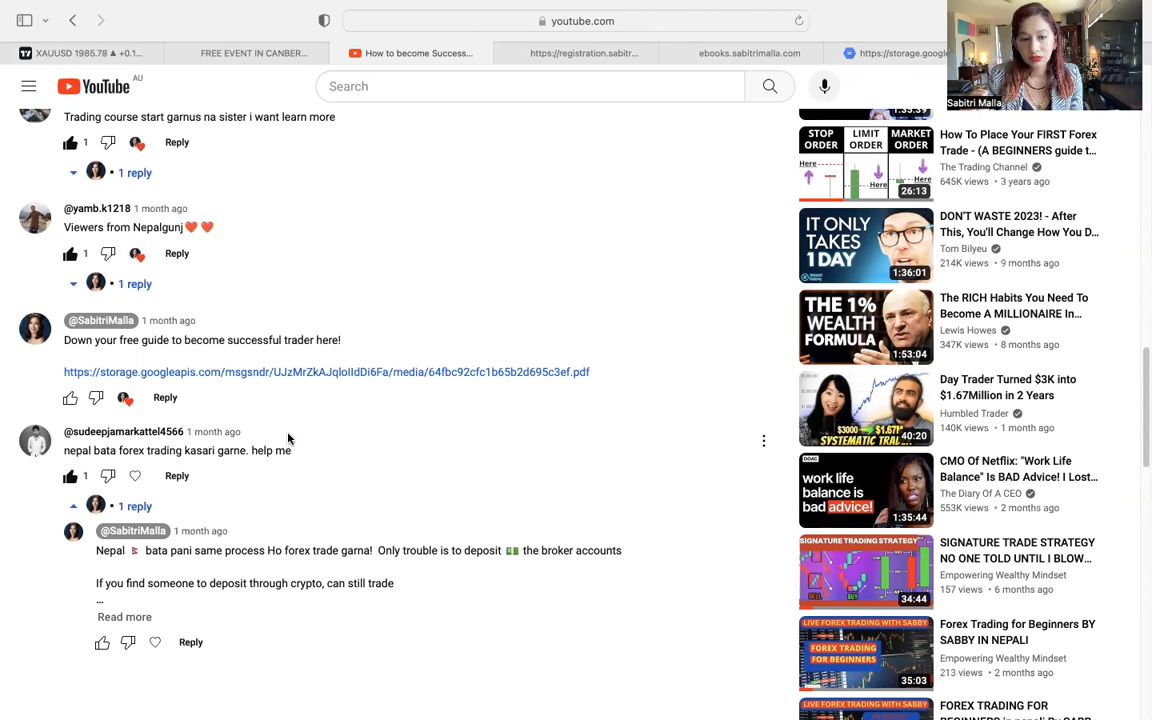 youtube.com
XAUUSD 1985.78 ▲ +0.1...
FREE EVENT IN CANBER...
How to become Success...
https://registration.sabitr...
ebooks.sabitrimalla.com
https://storage.google
Sabitri Malla
YouTube AU
Search
Trading course start garnus na sister i want learn more
1 Reply
• 1 reply
@yamb.k1218 1 month ago
Viewers from Nepalgunj❤️ ❤️
1 Reply
• 1 reply
@SabitriMalla 1 month ago
Down your free guide to become successful trader here!
https://storage.googleapis.com/msgsndr/UJzMrZkAJqloIIdDi6Fa/media/64fbc92cfc1b65b2d695c3ef.pdf
Reply
@sudeepjamarkattel4566 1 month ago
nepal bata forex trading kasari garne. help me
1 Reply
• 1 reply
@SabitriMalla 1 month ago
Nepal 🇳🇵 bata pani same process Ho forex trade garna! Only trouble is to deposit 💵 the broker accounts
If you find someone to deposit through crypto, can still trade
...
Read more
Reply
1:35:39
STOP ORDER
LIMIT ORDER
MARKET ORDER
Here
Here
Here
26:13
How To Place Your FIRST Forex
Trade - (A BEGINNERS guide t...
The Trading Channel
645K views • 3 years ago
IT ONLY
TAKES
1 DAY
1:36:01
DON'T WASTE 2023! - After
This, You'll Change How You D...
Tom Bilyeu
214K views • 9 months ago
THE 1%
WEALTH
FORMULA
1:53:04
The RICH Habits You Need To
Become A MILLIONAIRE In...
Lewis Howes
347K views • 8 months ago
$3000
$1.67
SYSTEMATIC
40:20
Day Trader Turned $3K into
$1.67Million in 2 Years
Humbled Trader
140K views • 1 month ago
work life
balance is
bad advice!
1:35:44
CMO Of Netflix: "Work Life
Balance" Is BAD Advice! I Lost...
The Diary Of A CEO
553K views • 2 months ago
SIGNATURE TRADING STRATEGY
SELL
BUY
34:44
SIGNATURE TRADE STRATEGY
NO ONE TOLD UNTIL I BLOW...
Empowering Wealthy Mindset
157 views • 6 months ago
LIVE FOREX TRADING WITH SABBY
FOREX TRADING
FOR BEGINNERS
35:03
Forex Trading for Beginners BY
SABBY IN NEPALI
Empowering Wealthy Mindset
213 views • 2 months ago
LIVE FOREX TRADING WITH SABBY
FOREX TRADING FOR